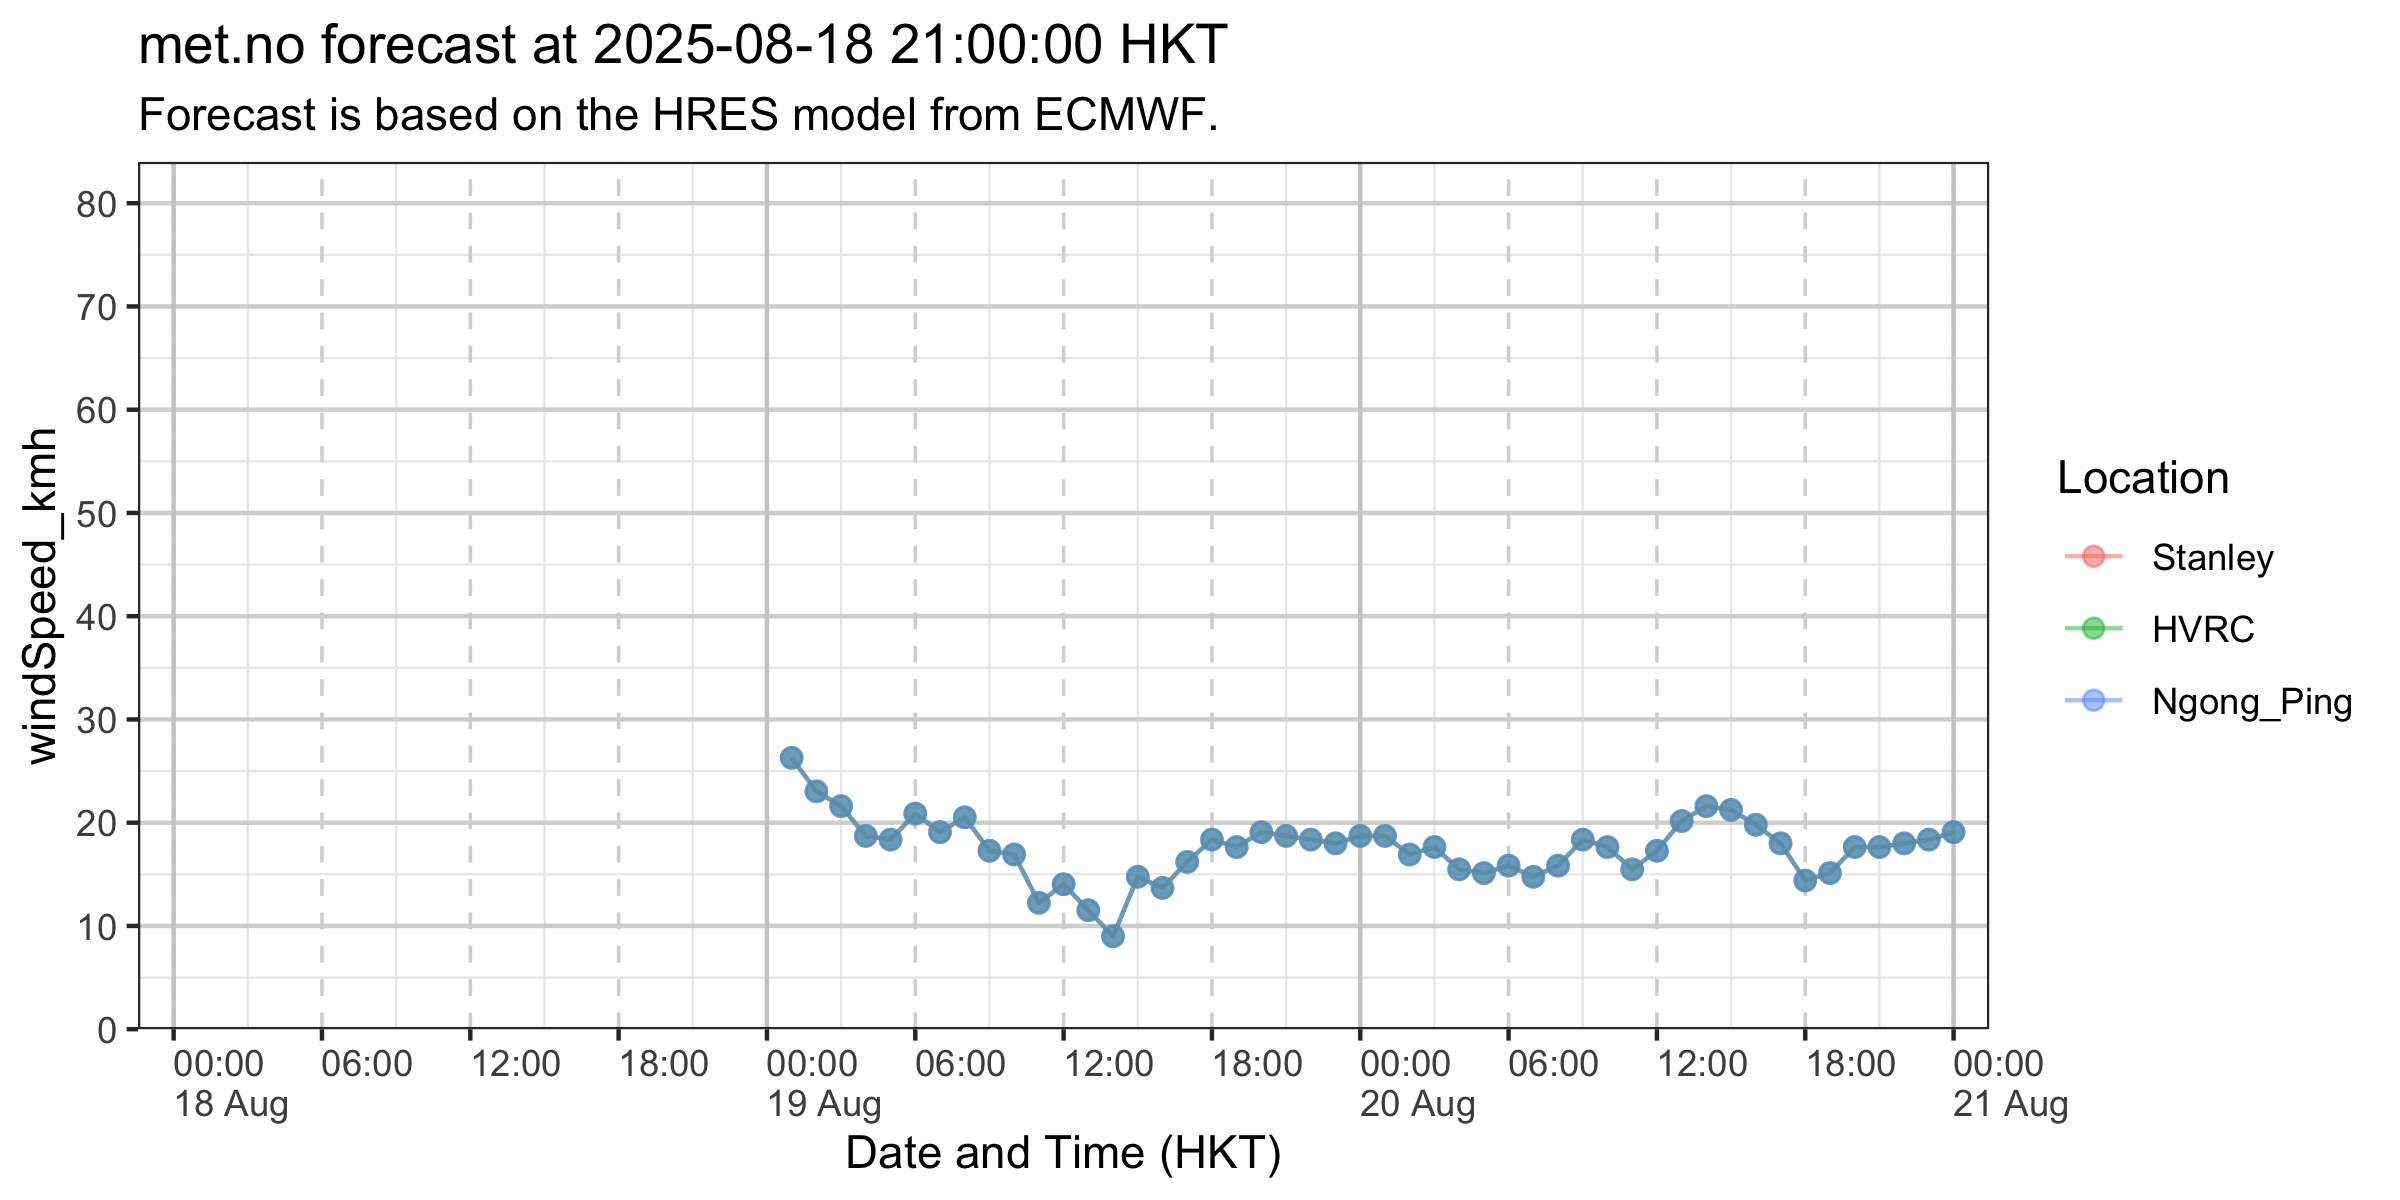 met.no forecast at 2025-08-18 21:00:00 HKT
Forecast is based on the HRES model from ECMWF.
windSpeed_kmh
80
70
60
50
40
30
20
10
0
00:00 06:00 12:00 18:00 00:00 06:00 12:00 18:00 00:00 06:00 12:00 18:00 00:00
18 Aug 19 Aug 20 Aug 21 Aug
Date and Time (HKT)
Location
Stanley
HVRC
Ngong_Ping